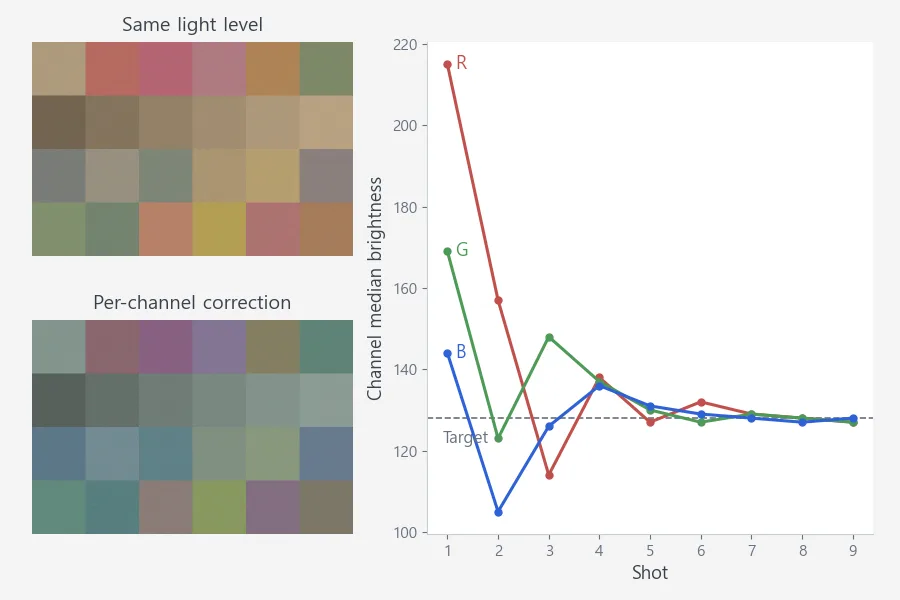 Same light level
Per-channel correction
Channel median brightness
220
200
180
160
140
120
100
R
G
B
Target
1 2 3 4 5 6 7 8 9
Shot